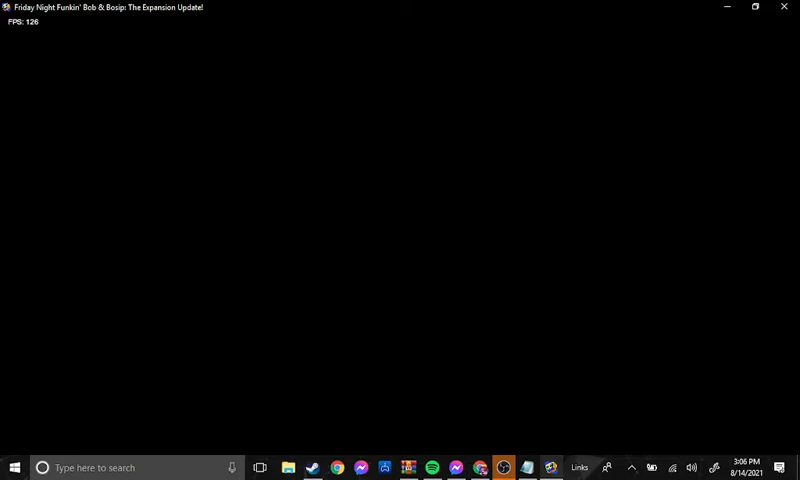 Friday Night Funkin' Bob & Bosip: The Expansion Update!
FPS: 126
Type here to search
Links
3:06 PM
8/14/2021